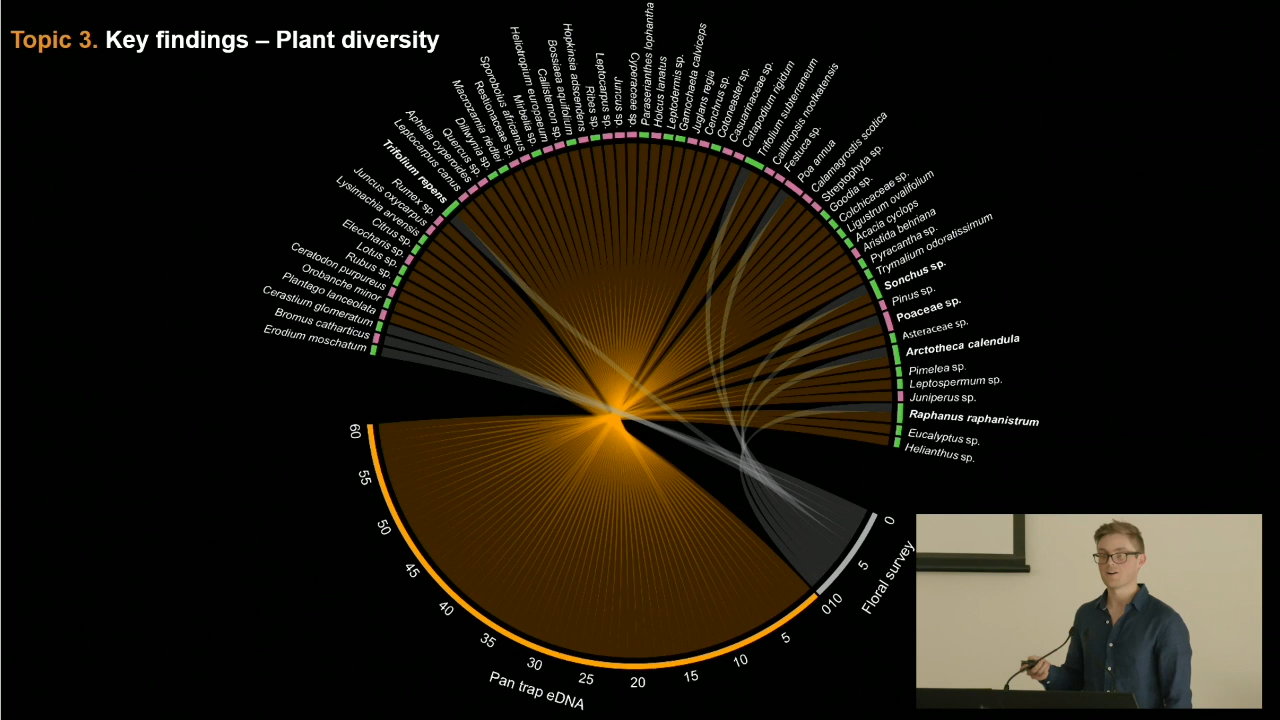 Topic 3. Key findings – Plant diversity
Erodium moschatum
Bromus catharticus
Cerastium glomeratum
Plantago lanceolata
Orobanche minor
Ceratodon purpureus
Rubus sp.
Lotus sp.
Eleocharis sp.
Citrus sp.
Lysimachia arvensis
Juncus oxycarpus
Rumex sp.
Trifolium repens
Leptocarpus canus
Aphelia cyperoides
Quercus sp.
Dillwynia sp.
Macrozamia riedlei
Restionaceae sp.
Sporobolus africanus
Mirbelia sp.
Heliotropium europaeum
Callistemon sp.
Bossiaea aquifolium
Hopkinsia adscendens
Ribes sp.
Leptocarpus sp.
Juncus sp.
Cyperaceae sp.
Paraserianthes lophantha
Holcus lanatus
Leptodermis sp.
Gamochaeta calviceps
Juglans regia
Cenchrus sp.
Cotoneaster sp.
Casuarinaceae sp.
Catapodium rigidum
Trifolium subterraneum
Callitropsis nootkatensis
Festuca sp.
Poa annua
Calamagrostis scotica
Streptophyta sp.
Goodia sp.
Colchicaceae sp.
Ligustrum ovalifolium
Acacia cyclops
Aristida behriana
Pyracantha sp.
Trymalium odoratissimum
Sonchus sp.
Pinus sp.
Poaceae sp.
Asteraceae sp.
Arctotheca calendula
Pimelea sp.
Leptospermum sp.
Juniperus sp.
Raphanus raphanistrum
Eucalyptus sp.
Helianthus sp.
0
5
10
Floral survey
0
5
10
15
20
25
30
35
40
45
50
55
60
Pan trap eDNA